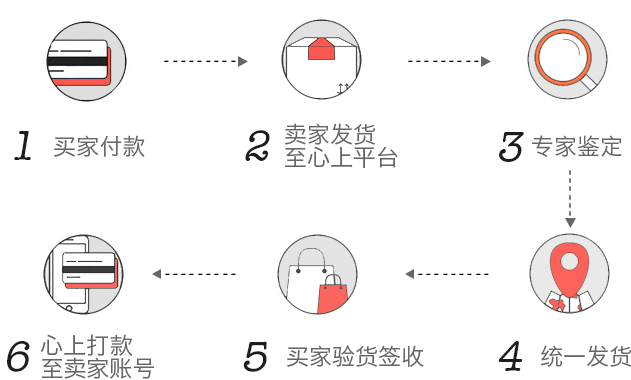 1 买家付款
2 卖家发货
至心上平台
3 专家鉴定
4 统一发货
5 买家验货签收
6 心上打款
至卖家账号